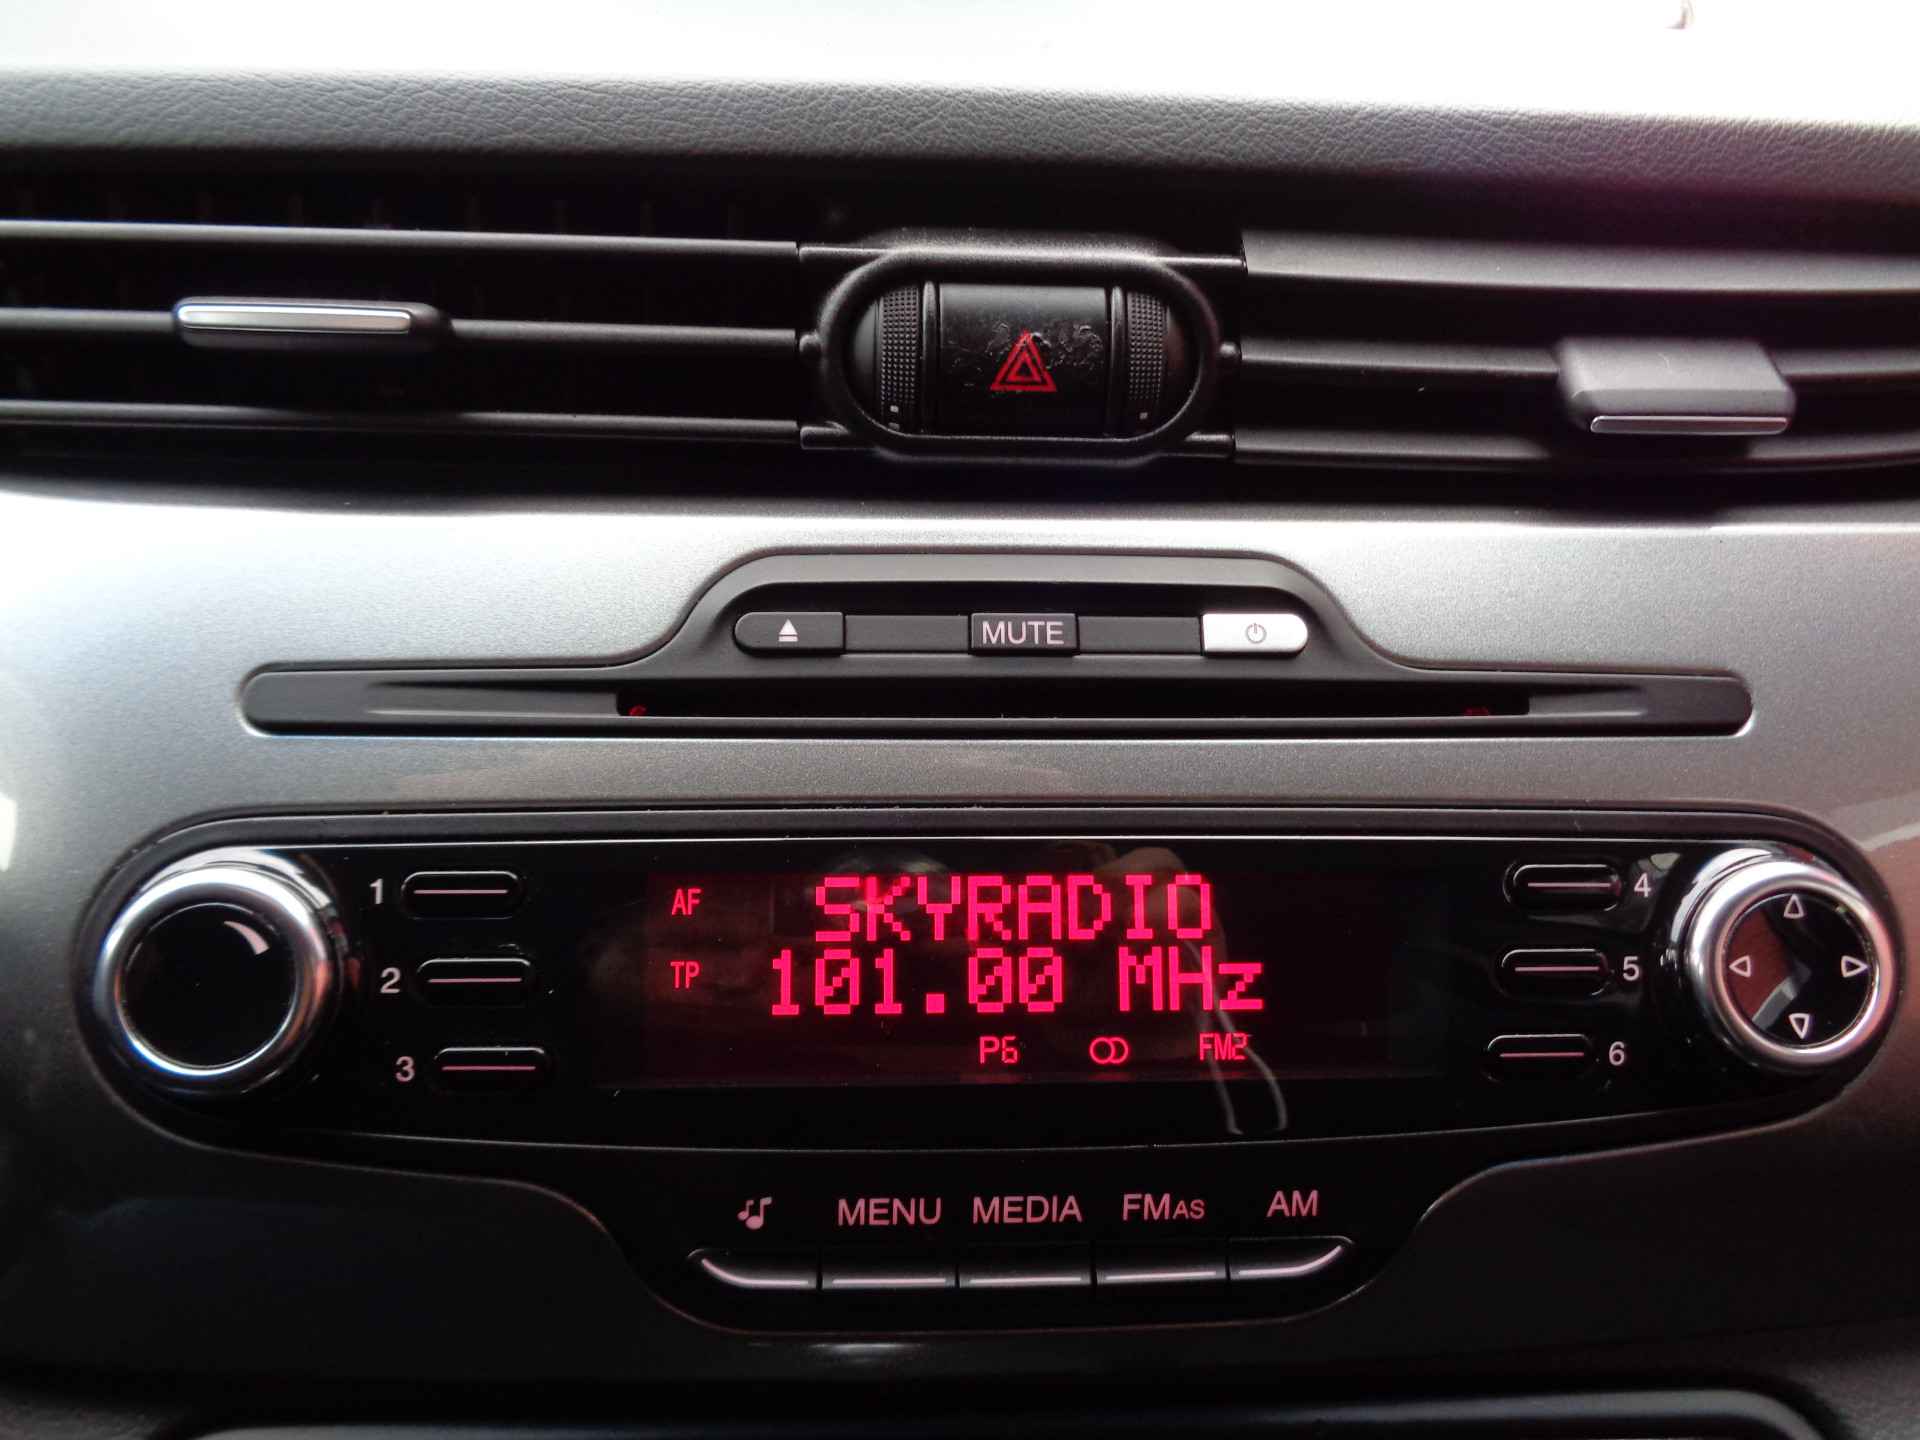 MUTE
1
2
3
4
5
6
AF SKYRADIO
TP 101.00 MHz
P6 FM2
MENU MEDIA FMAS AM